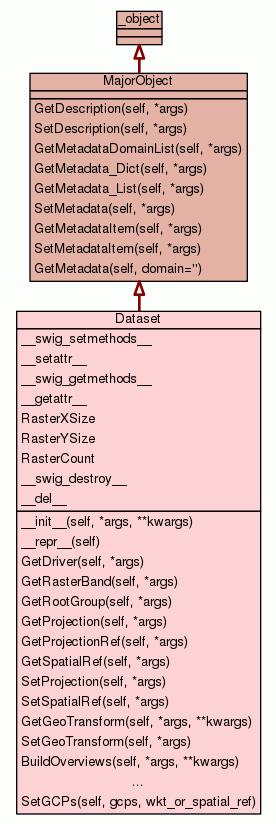 _object
MajorObject
GetDescription(self, *args)
SetDescription(self, *args)
GetMetadataDomainList(self, *args)
GetMetadata_Dict(self, *args)
GetMetadata_List(self, *args)
SetMetadata(self, *args)
GetMetadataItem(self, *args)
SetMetadataItem(self, *args)
GetMetadata(self, domain='')
Dataset
__swig_setmethods__
__setattr__
__swig_getmethods__
__getattr__
RasterXSize
RasterYSize
RasterCount
__swig_destroy__
__del__
__init__(self, *args, **kwargs)
__repr__(self)
GetDriver(self, *args)
GetRasterBand(self, *args)
GetRootGroup(self, *args)
GetProjection(self, *args)
GetProjectionRef(self, *args)
GetSpatialRef(self, *args)
SetProjection(self, *args)
SetSpatialRef(self, *args)
GetGeoTransform(self, *args, **kwargs)
SetGeoTransform(self, *args)
BuildOverviews(self, *args, **kwargs)
...
SetGCPs(self, gcps, wkt_or_spatial_ref)